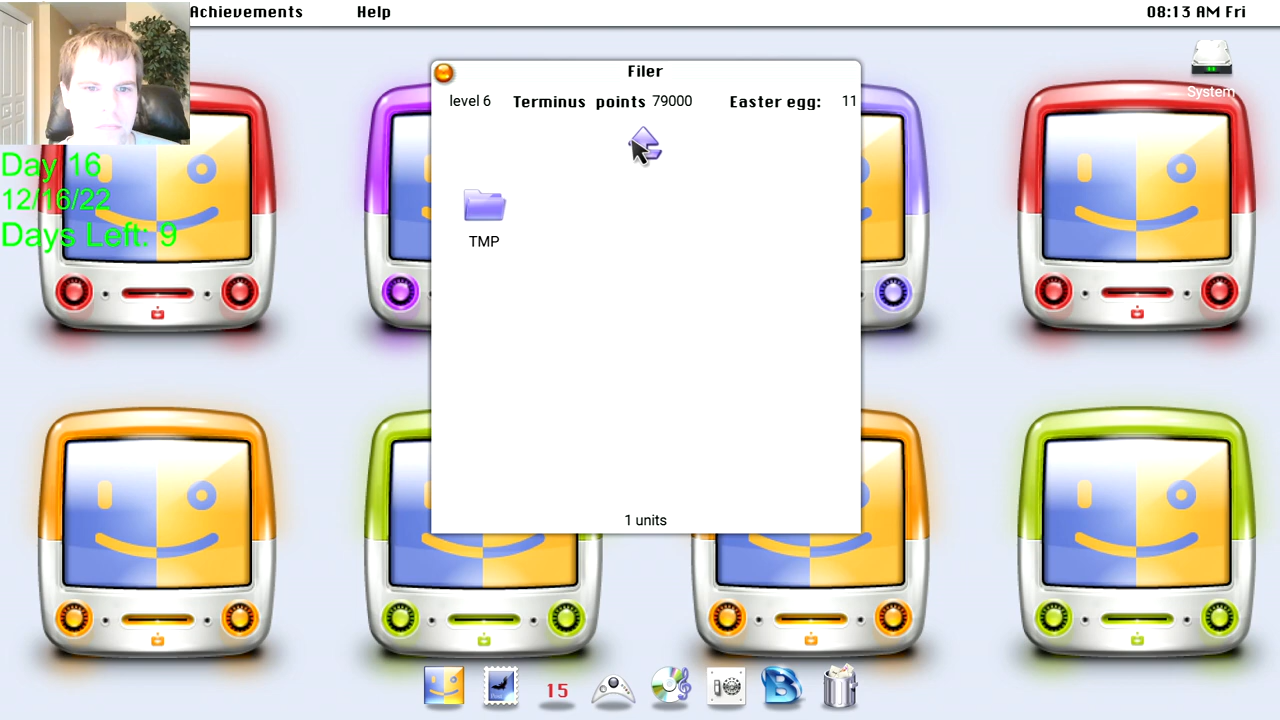 Achievements Help 08:13 AM Fri
Filer
level 6 Terminus points 79000 Easter egg: 11
System
Day 16
12/16/22
Days Left: 9
TMP
1 units
15